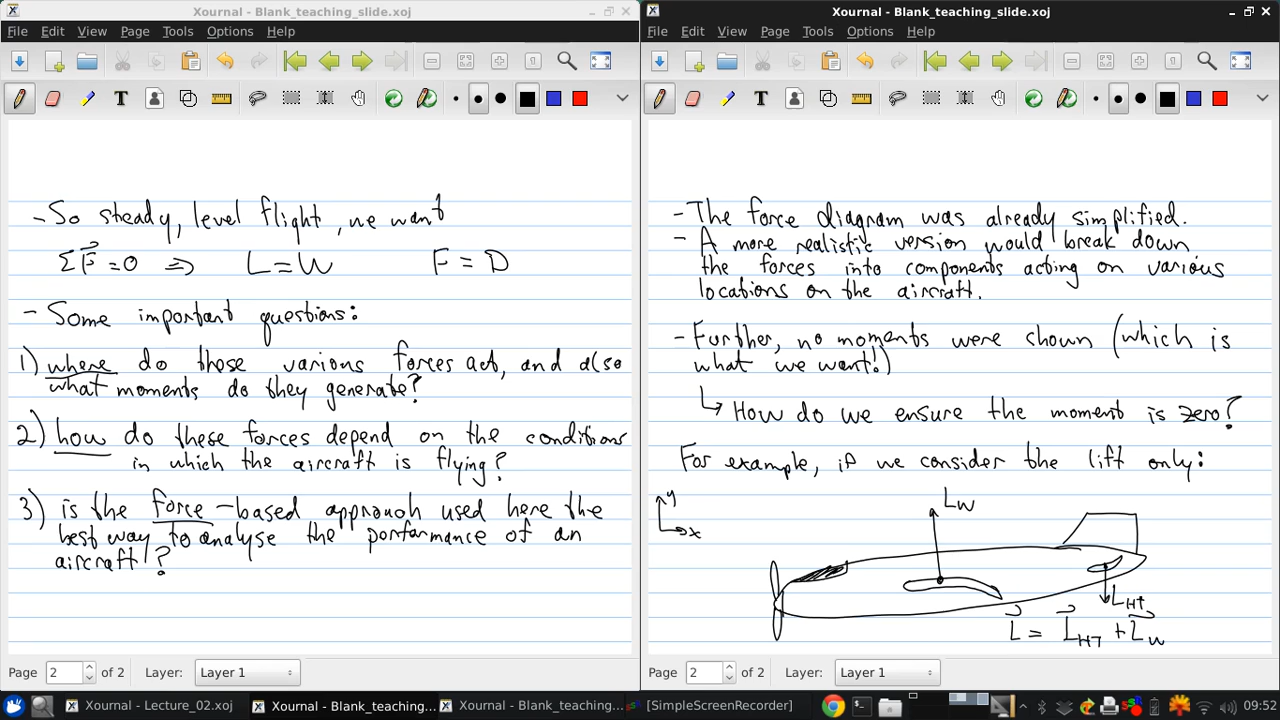 Xournal - Blank_teaching_slide.xoj
File Edit View Page Tools Options Help
- So steady, level flight, we want
ΣF⃗ = 0 ⇒ L = W F = D
- Some important questions:
1) where do those various forces act, and also
what moments do they generate?
2) how do these forces depend on the conditions
in which the aircraft is flying?
3) is the force-based approach used here the
best way to analyse the performance of an
aircraft?
Page 2 of 2 Layer: Layer 1
Xournal - Blank_teaching_slide.xoj
File Edit View Page Tools Options Help
- The force diagram was already simplified.
- A more realistic version would break down
the forces into components acting on various
locations on the aircraft.
- Further, no moments were shown (which is
what we want!)
↳ How do we ensure the moment is zero?
For example, if we consider the lift only:
y
x
LW
LHT
L⃗ = L⃗HT + L⃗W
Page 2 of 2 Layer: Layer 1
Xournal - Lecture_02.xoj Xournal - Blank_teaching... Xournal - Blank_teaching... [SimpleScreenRecorder] 09:52